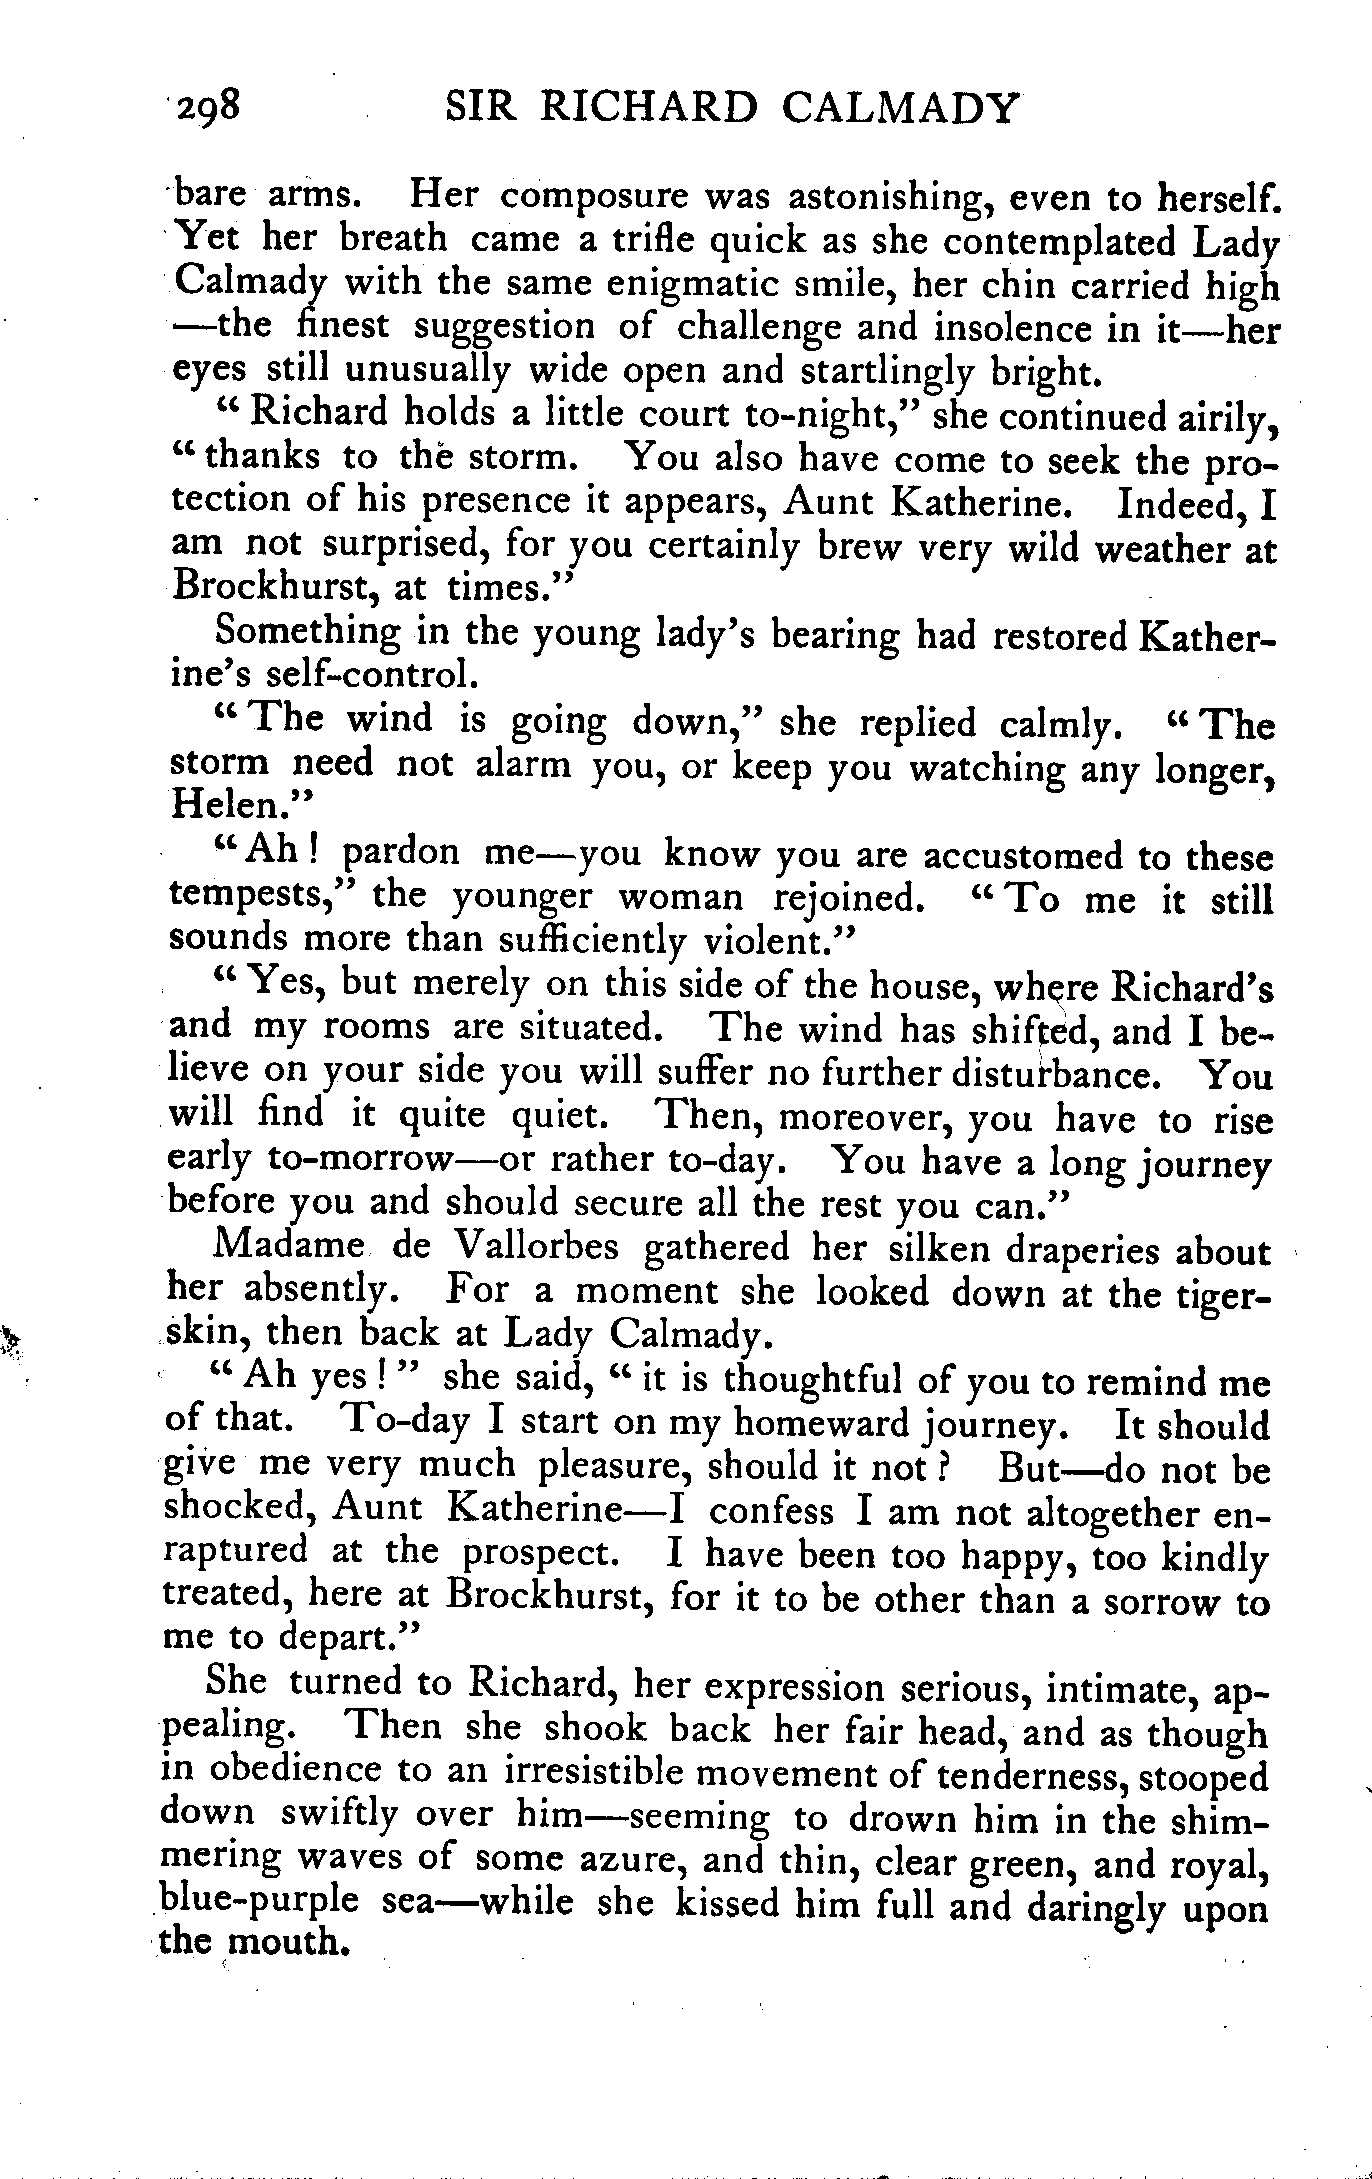 298 SIR RICHARD CALMADY
bare arms. Her composure was astonishing, even to herself.
Yet her breath came a trifle quick as she contemplated Lady
Calmady with the same enigmatic smile, her chin carried high
—the finest suggestion of challenge and insolence in it—her
eyes still unusually wide open and startlingly bright.
“Richard holds a little court to-night,” she continued airily,
“thanks to the storm. You also have come to seek the pro-
tection of his presence it appears, Aunt Katherine. Indeed, I
am not surprised, for you certainly brew very wild weather at
Brockhurst, at times.”
Something in the young lady’s bearing had restored Kather-
ine’s self-control.
“The wind is going down,” she replied calmly. “The
storm need not alarm you, or keep you watching any longer,
Helen.”
“Ah! pardon me—you know you are accustomed to these
tempests,” the younger woman rejoined. “To me it still
sounds more than sufficiently violent.”
“Yes, but merely on this side of the house, where Richard’s
and my rooms are situated. The wind has shifted, and I be-
lieve on your side you will suffer no further disturbance. You
will find it quite quiet. Then, moreover, you have to rise
early to-morrow—or rather to-day. You have a long journey
before you and should secure all the rest you can.”
Madame de Vallorbes gathered her silken draperies about
her absently. For a moment she looked down at the tiger-
skin, then back at Lady Calmady.
“Ah yes!” she said, “it is thoughtful of you to remind me
of that. To-day I start on my homeward journey. It should
give me very much pleasure, should it not? But—do not be
shocked, Aunt Katherine—I confess I am not altogether en-
raptured at the prospect. I have been too happy, too kindly
treated, here at Brockhurst, for it to be other than a sorrow to
me to depart.”
She turned to Richard, her expression serious, intimate, ap-
pealing. Then she shook back her fair head, and as though
in obedience to an irresistible movement of tenderness, stooped
down swiftly over him—seeming to drown him in the shim-
mering waves of some azure, and thin, clear green, and royal,
blue-purple sea—while she kissed him full and daringly upon
the mouth.